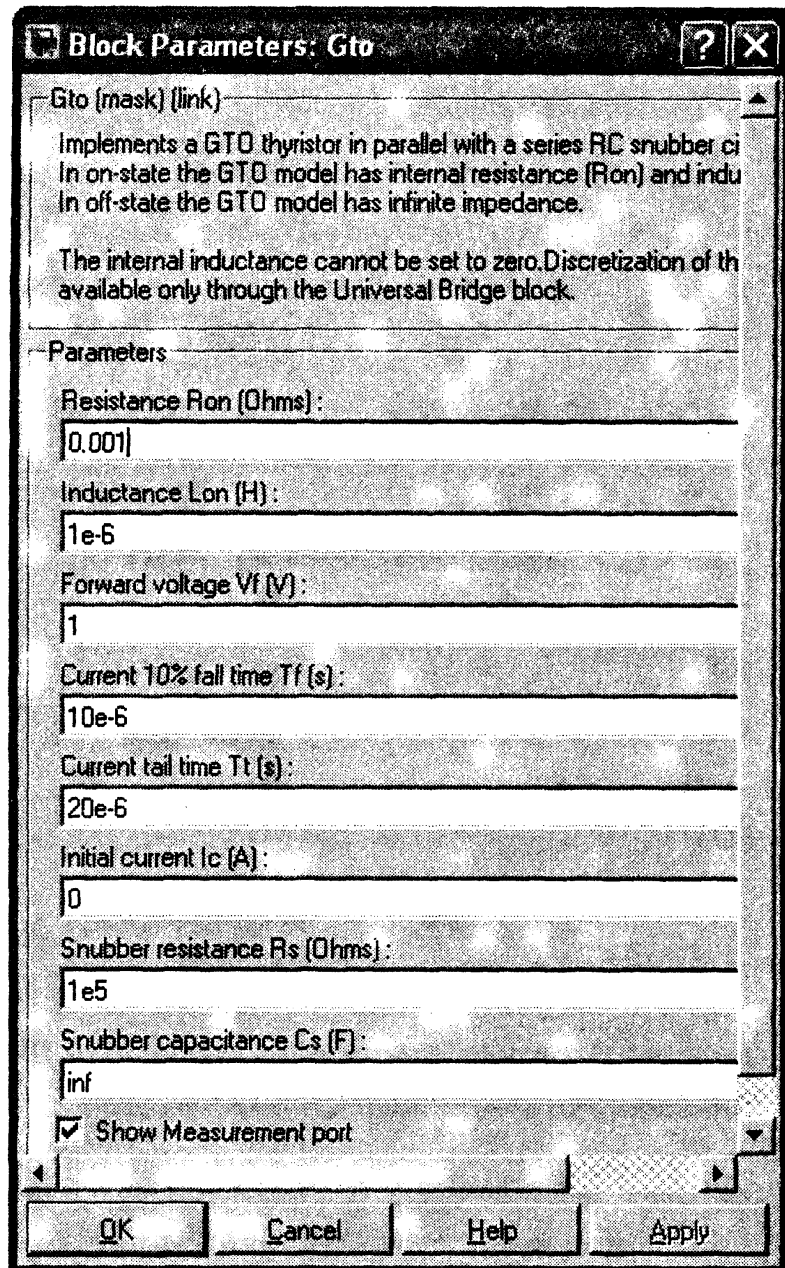 Block Parameters: Gto
Gto (mask) (link)
Implements a GTO thyristor in parallel with a series RC snubber ci
In on-state the GTO model has internal resistance (Ron) and indu
In off-state the GTO model has infinite impedance.
The internal inductance cannot be set to zero.Discretization of th
available only through the Universal Bridge block.
Parameters
Resistance Ron (Ohms) :
0.001
Inductance Lon (H) :
1e-6
Forward voltage Vf (V) :
1
Current 10% fall time Tf (s) :
10e-6
Current tail time Tt (s) :
20e-6
Initial current Ic (A) :
0
Snubber resistance Rs (Ohms) :
1e5
Snubber capacitance Cs (F) :
inf
Show Measurement port
OK Cancel Help Apply